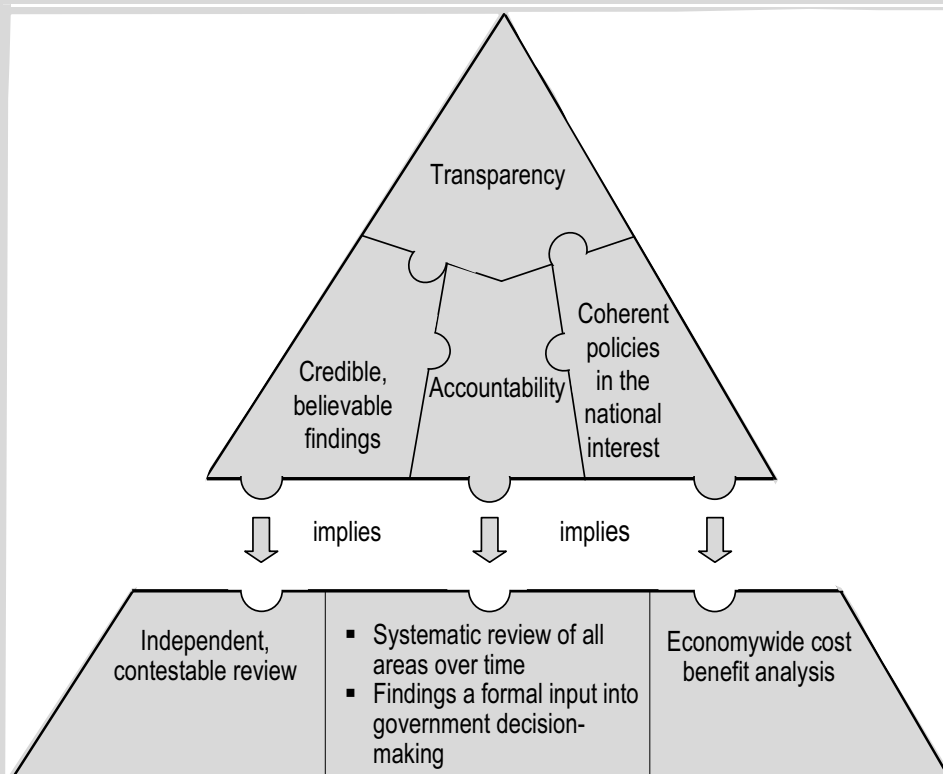 Transparency
Credible,
believable
findings
Accountability
Coherent
policies
in the
national
interest
implies
implies
Independent,
contestable review
▪ Systematic review of all
areas over time
▪ Findings a formal input into
government decision-
making
Economywide cost
benefit analysis